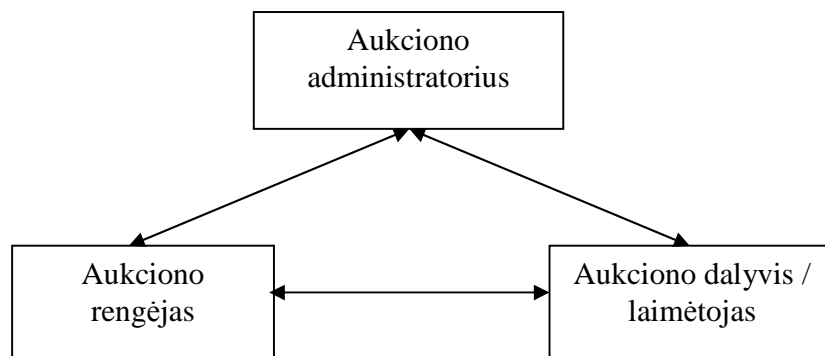 Aukciono
administratorius
Aukciono
rengėjas
Aukciono dalyvis /
laimėtojas